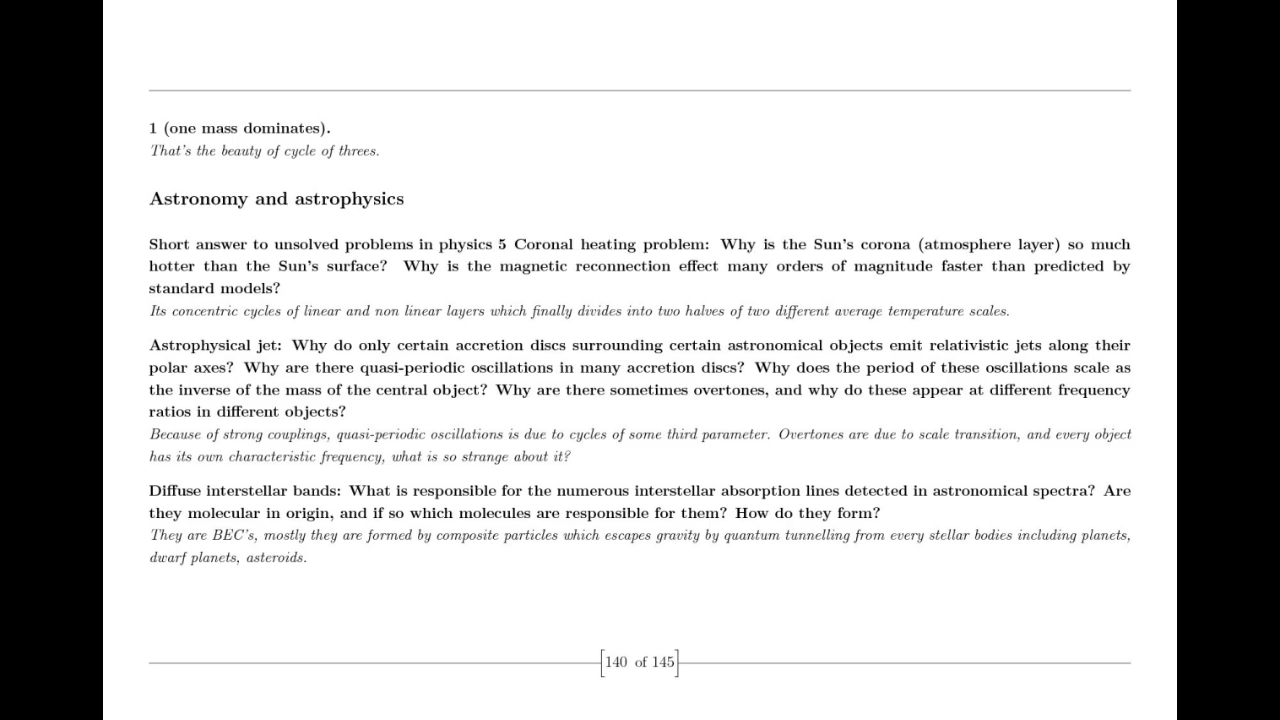 1 (one mass dominates).
That's the beauty of cycle of threes.
Astronomy and astrophysics
Short answer to unsolved problems in physics 5 Coronal heating problem: Why is the Sun's corona (atmosphere layer) so much
hotter than the Sun's surface? Why is the magnetic reconnection effect many orders of magnitude faster than predicted by
standard models?
Its concentric cycles of linear and non linear layers which finally divides into two halves of two different average temperature scales.
Astrophysical jet: Why do only certain accretion discs surrounding certain astronomical objects emit relativistic jets along their
polar axes? Why are there quasi-periodic oscillations in many accretion discs? Why does the period of these oscillations scale as
the inverse of the mass of the central object? Why are there sometimes overtones, and why do these appear at different frequency
ratios in different objects?
Because of strong couplings, quasi-periodic oscillations is due to cycles of some third parameter. Overtones are due to scale transition, and every object
has its own characteristic frequency, what is so strange about it?
Diffuse interstellar bands: What is responsible for the numerous interstellar absorption lines detected in astronomical spectra? Are
they molecular in origin, and if so which molecules are responsible for them? How do they form?
They are BEC's, mostly they are formed by composite particles which escapes gravity by quantum tunnelling from every stellar bodies including planets,
dwarf planets, asteroids.
140 of 145